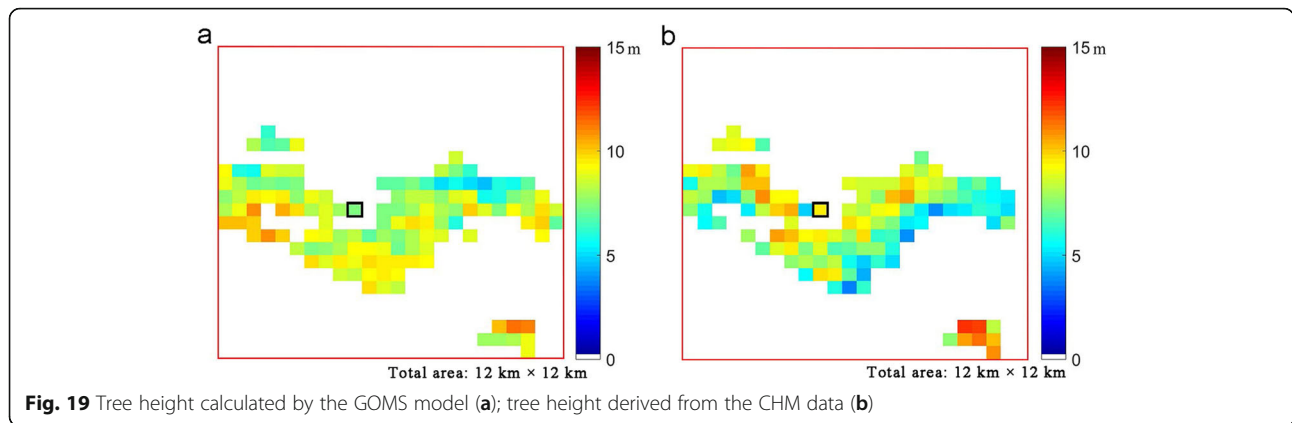 a
15 m
10
5
0
Total area: 12 km × 12 km
b
15 m
10
5
0
Total area: 12 km × 12 km
Fig. 19 Tree height calculated by the GOMS model (a); tree height derived from the CHM data (b)